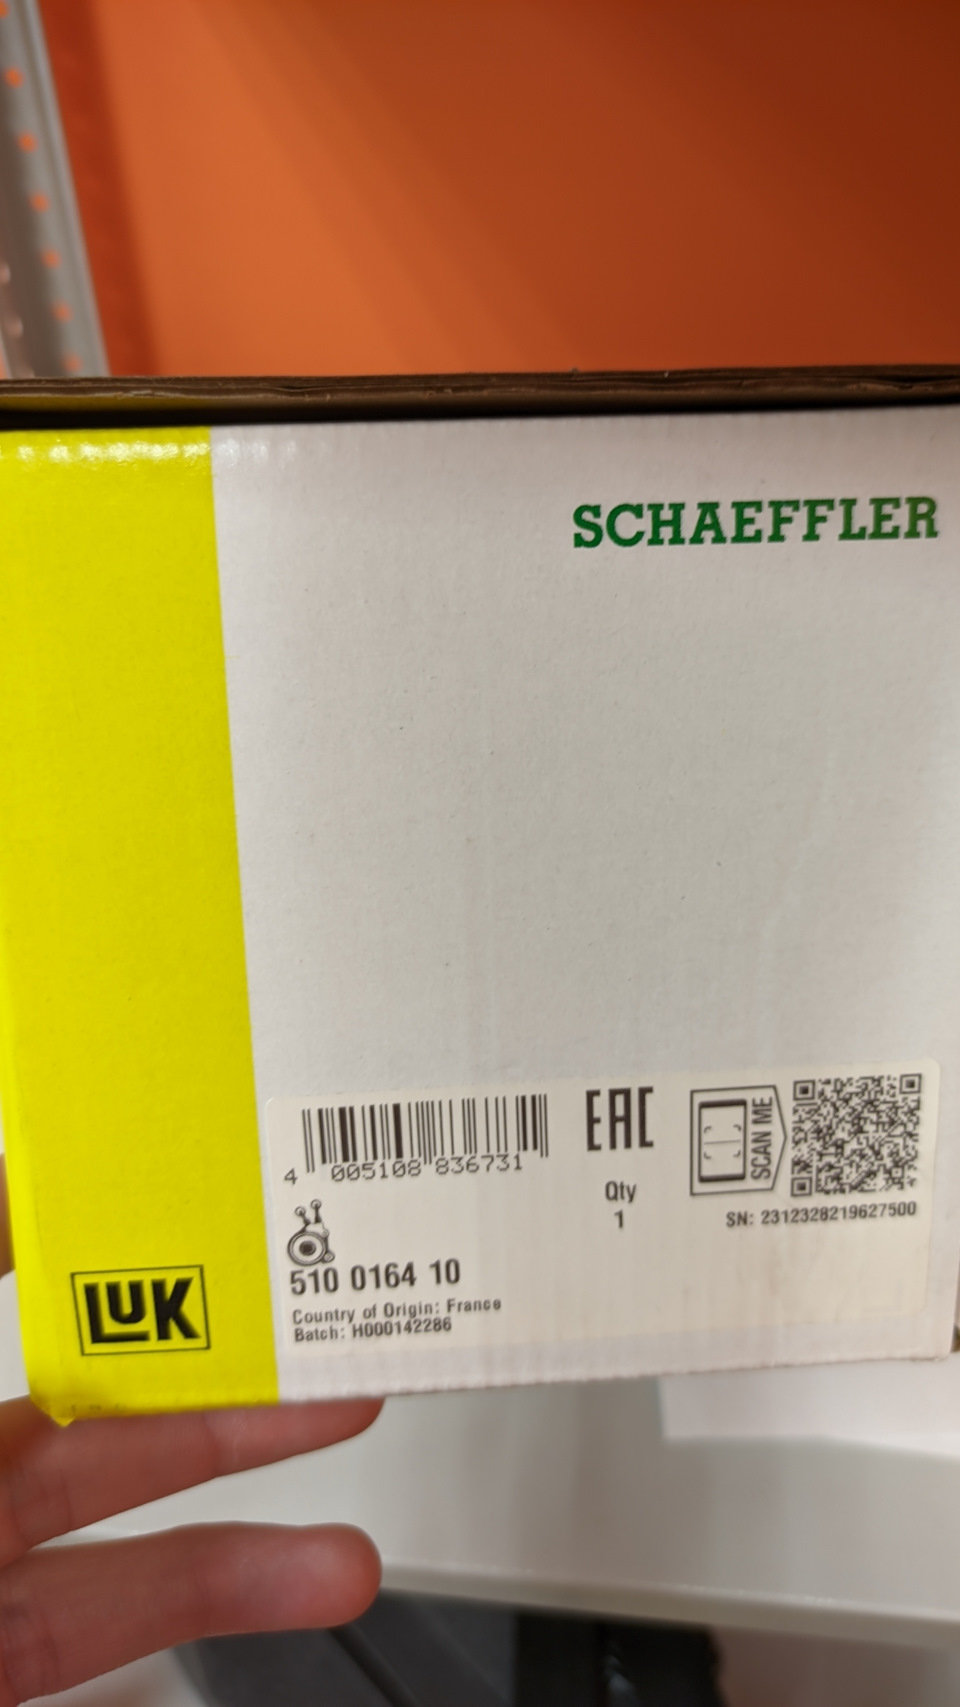 SCHAEFFLER
4 005108 836731
EAC
SCAN ME
Qty
1
SN: 2312328219627500
510 0164 10
Country of Origin: France
Batch: H000142286
LUK